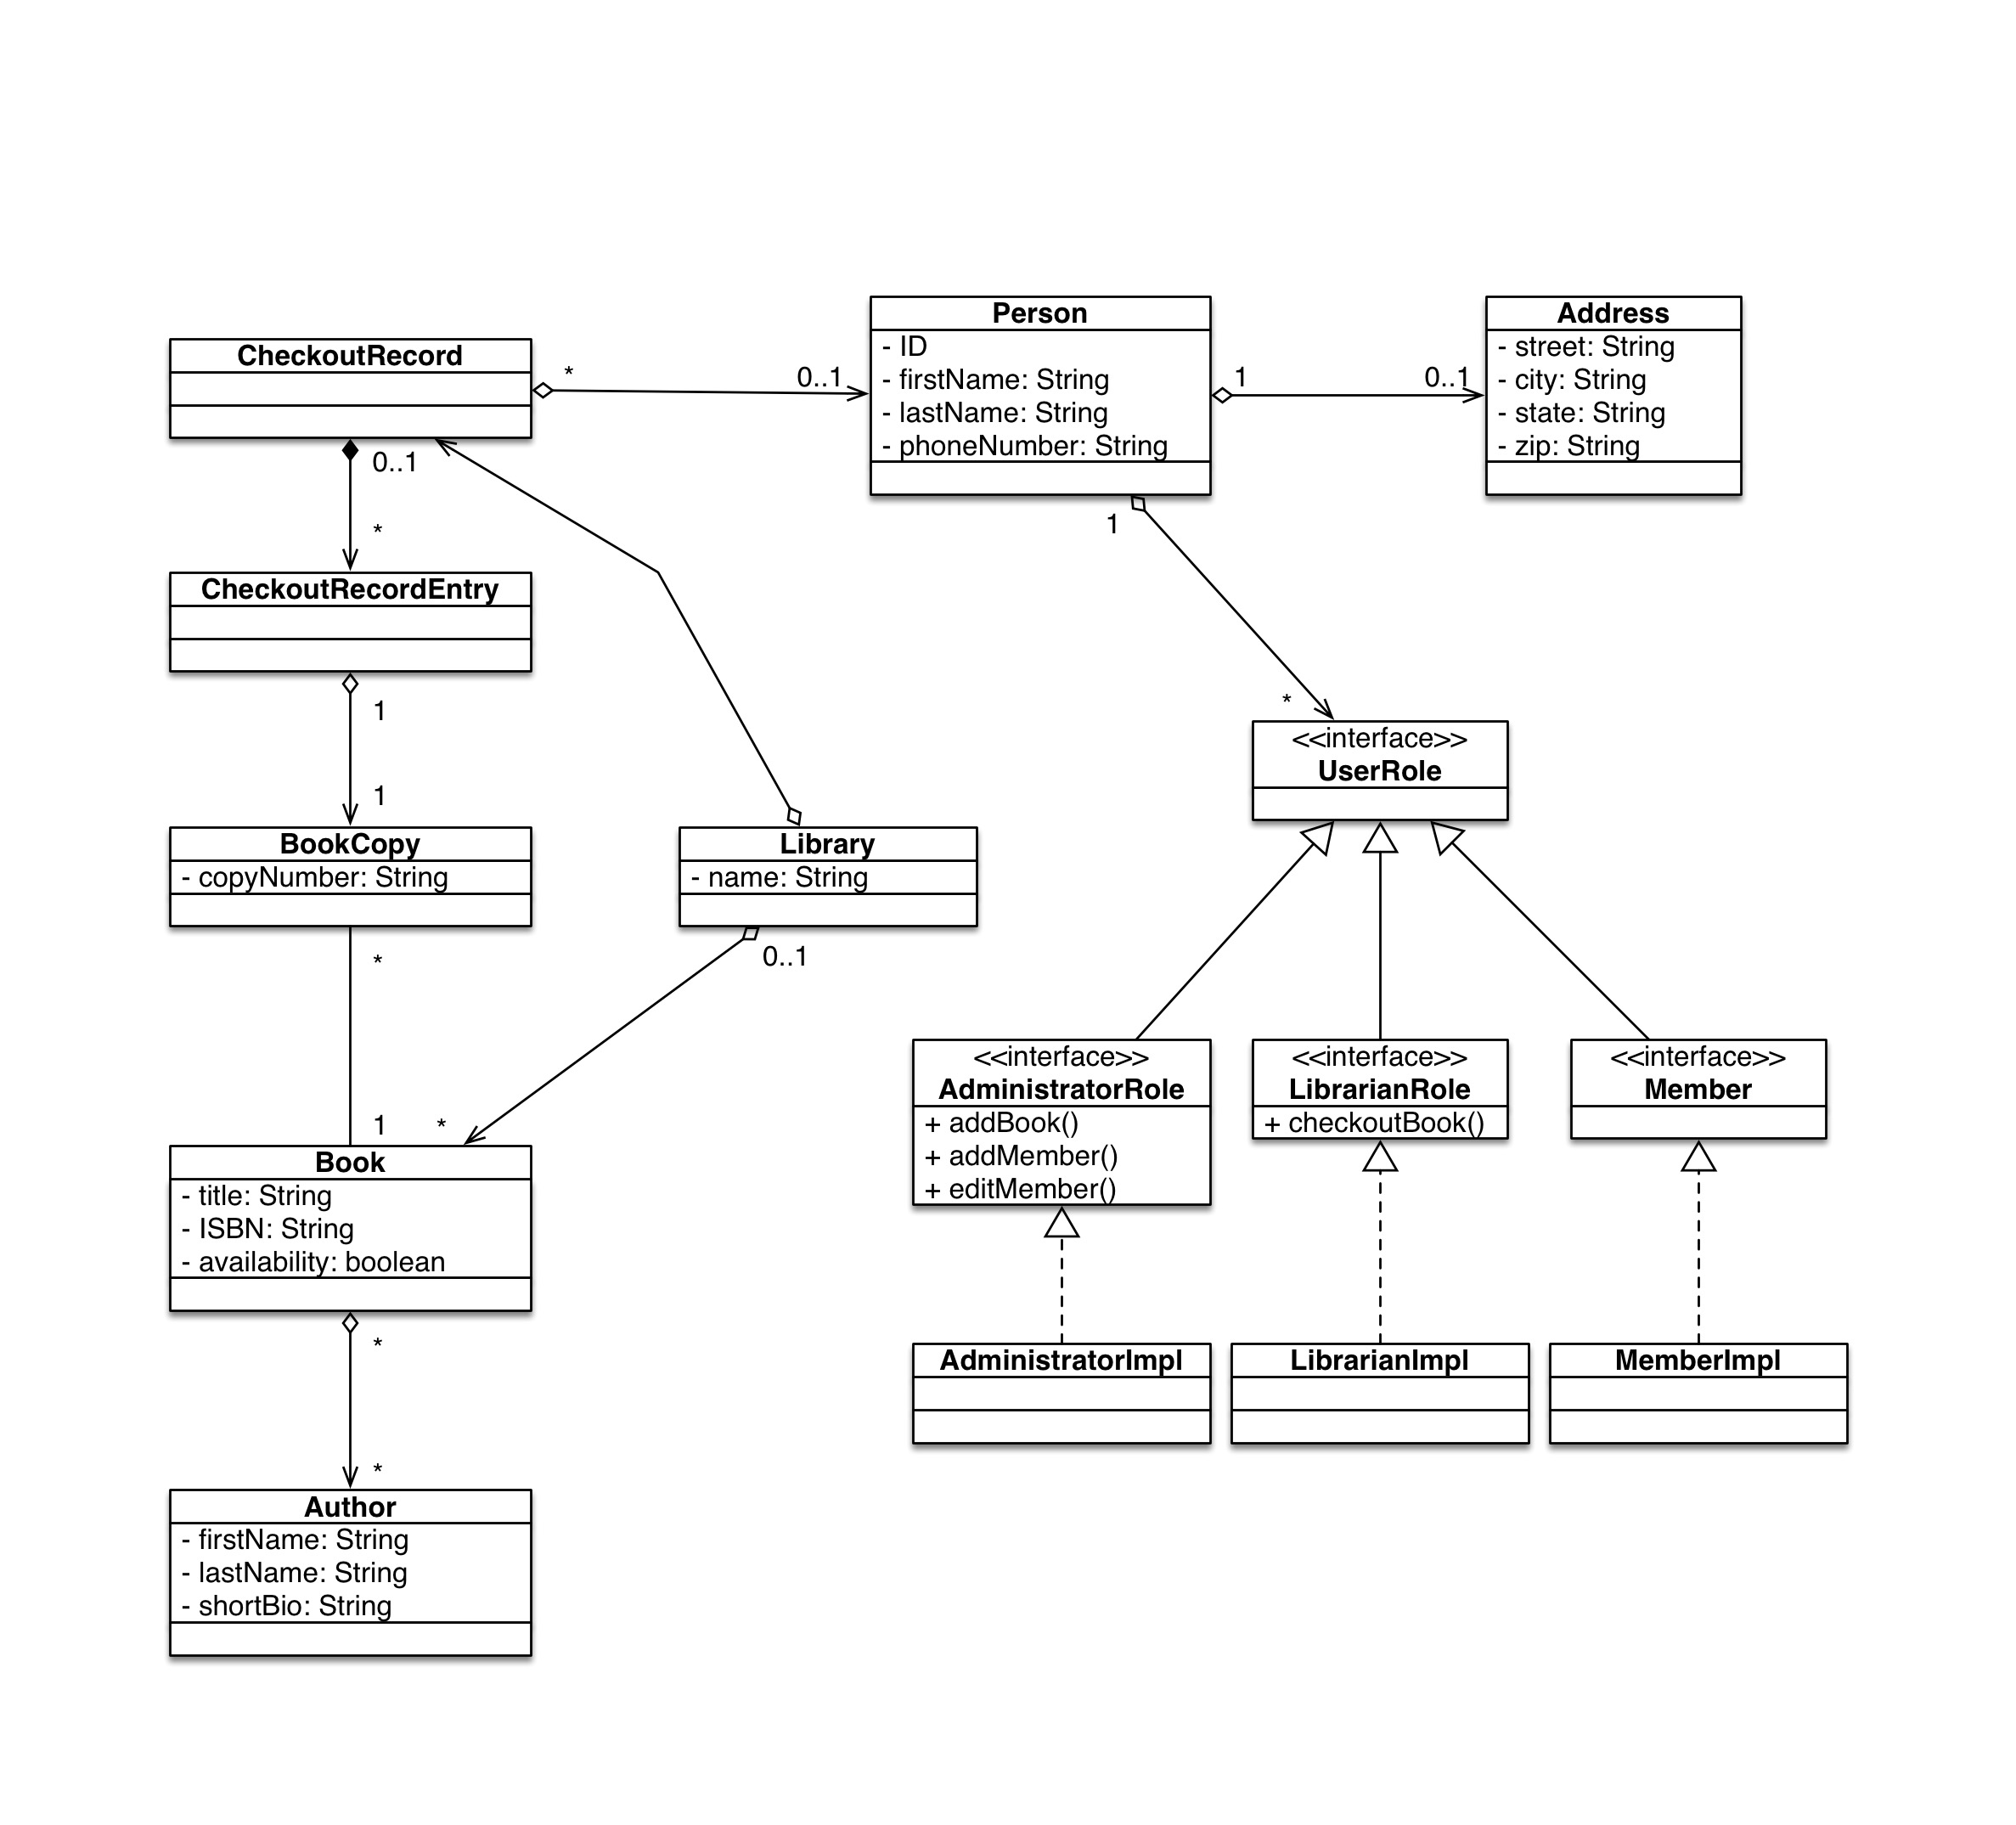 CheckoutRecord
*
0..1
Person
- ID
- firstName: String
- lastName: String
- phoneNumber: String
1
0..1
Address
- street: String
- city: String
- state: String
- zip: String
0..1
*
CheckoutRecordEntry
1
1
1
*
<<interface>>
UserRole
BookCopy
- copyNumber: String
Library
- name: String
*
0..1
1
*
<<interface>>
AdministratorRole
+ addBook()
+ addMember()
+ editMember()
<<interface>>
LibrarianRole
+ checkoutBook()
<<interface>>
Member
Book
- title: String
- ISBN: String
- availability: boolean
*
*
AdministratorImpl
LibrarianImpl
MemberImpl
Author
- firstName: String
- lastName: String
- shortBio: String